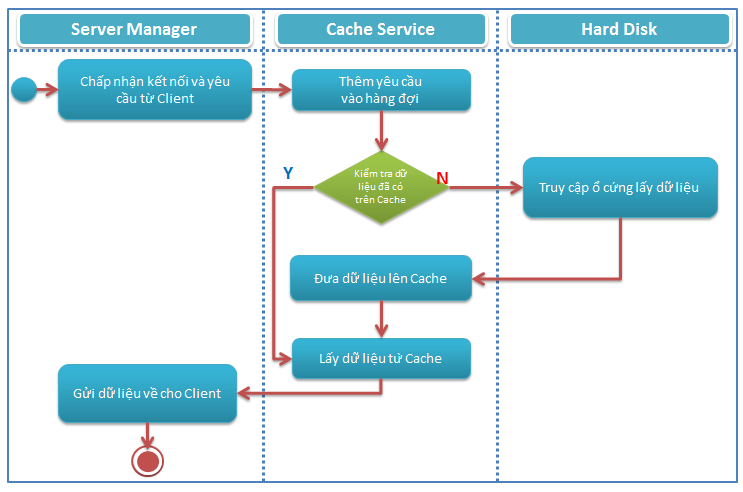 Server Manager
Cache Service
Hard Disk
Chấp nhận kết nối và yêu
cầu từ Client
Thêm yêu cầu
vào hàng đợi
Y
Kiểm tra dữ
liệu đã có
trên Cache
N
Truy cập ổ cứng lấy dữ liệu
Đưa dữ liệu lên Cache
Lấy dữ liệu từ Cache
Gửi dữ liệu về cho Client